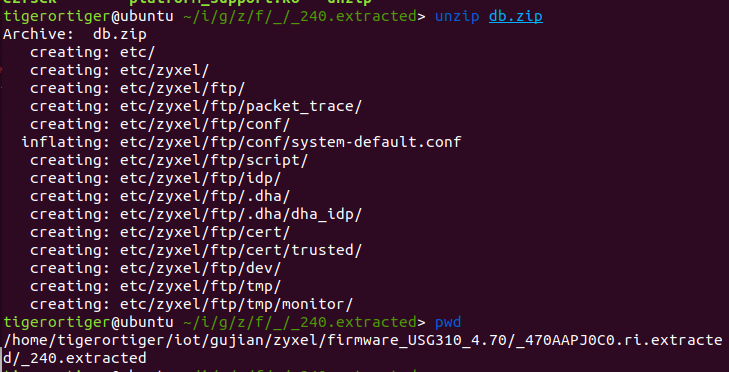 tigerortiger@ubuntu ~/i/g/z/f/_/_240.extracted> unzip db.zip
Archive:  db.zip
   creating: etc/
   creating: etc/zyxel/
   creating: etc/zyxel/ftp/
   creating: etc/zyxel/ftp/packet_trace/
   creating: etc/zyxel/ftp/conf/
  inflating: etc/zyxel/ftp/conf/system-default.conf
   creating: etc/zyxel/ftp/script/
   creating: etc/zyxel/ftp/idp/
   creating: etc/zyxel/ftp/.dha/
   creating: etc/zyxel/ftp/.dha/dha_idp/
   creating: etc/zyxel/ftp/cert/
   creating: etc/zyxel/ftp/cert/trusted/
   creating: etc/zyxel/ftp/dev/
   creating: etc/zyxel/ftp/tmp/
   creating: etc/zyxel/ftp/tmp/monitor/
tigerortiger@ubuntu ~/i/g/z/f/_/_240.extracted> pwd
/home/tigerortiger/iot/gujian/zyxel/firmware_USG310_4.70/_470AAPJ0C0.ri.extracte
d/_240.extracted